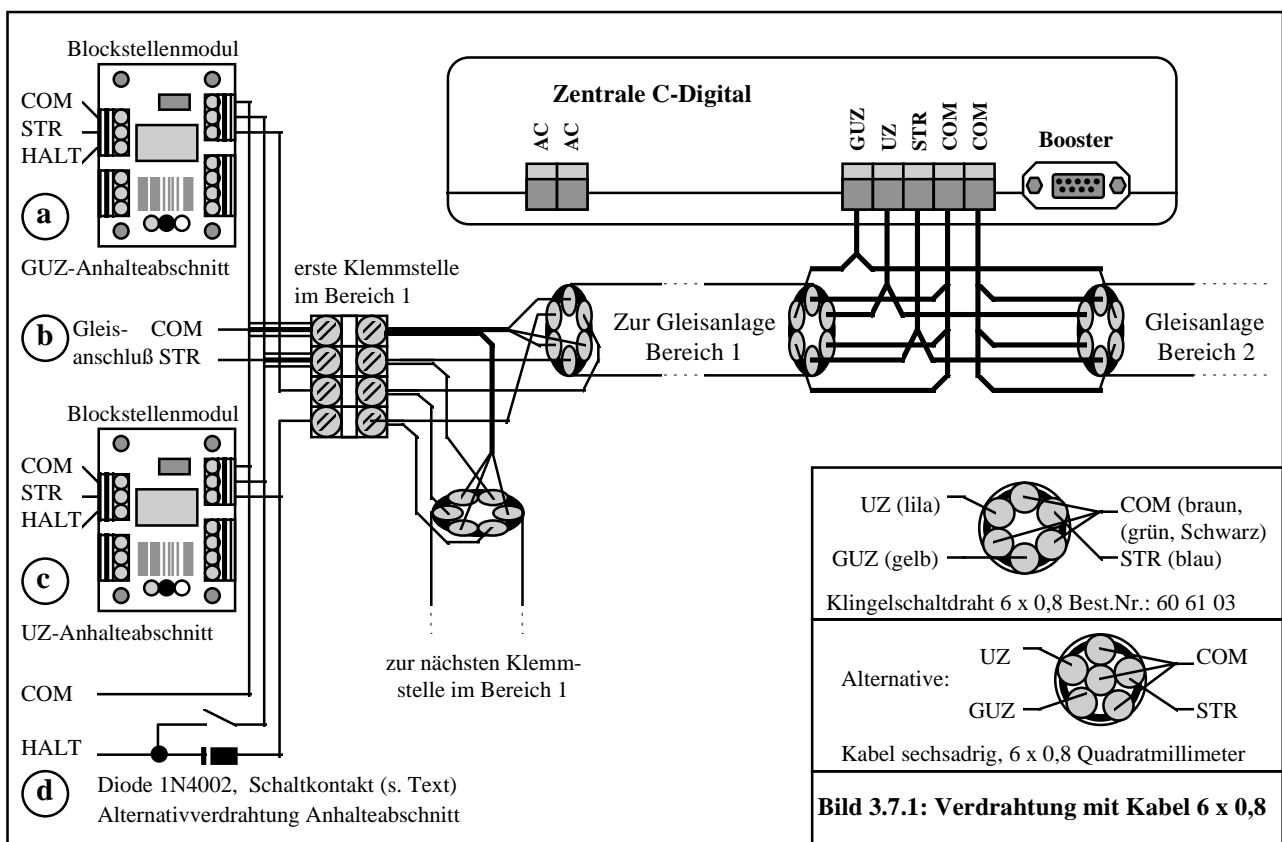 Blockstellenmodul
COM
STR
HALT
a
GUZ-Anhalteabschnitt
Zentrale C-Digital
AC
AC
GUZ
UZ
STR
COM
COM
Booster
erste Klemmstelle
im Bereich 1
b
Gleis- COM
anschluß STR
Zur Gleisanlage
Bereich 1
Gleisanlage
Bereich 2
Blockstellenmodul
COM
STR
HALT
c
UZ-Anhalteabschnitt
zur nächsten Klemm-
stelle im Bereich 1
COM
HALT
d
Diode 1N4002, Schaltkontakt (s. Text)
Alternativverdrahtung Anhalteabschnitt
UZ (lila)
COM (braun,
(grün, Schwarz)
GUZ (gelb)
STR (blau)
Klingelschaltdraht 6 x 0,8 Best.Nr.: 60 61 03
UZ
COM
Alternative:
GUZ
STR
Kabel sechsadrig, 6 x 0,8 Quadratmillimeter
Bild 3.7.1: Verdrahtung mit Kabel 6 x 0,8